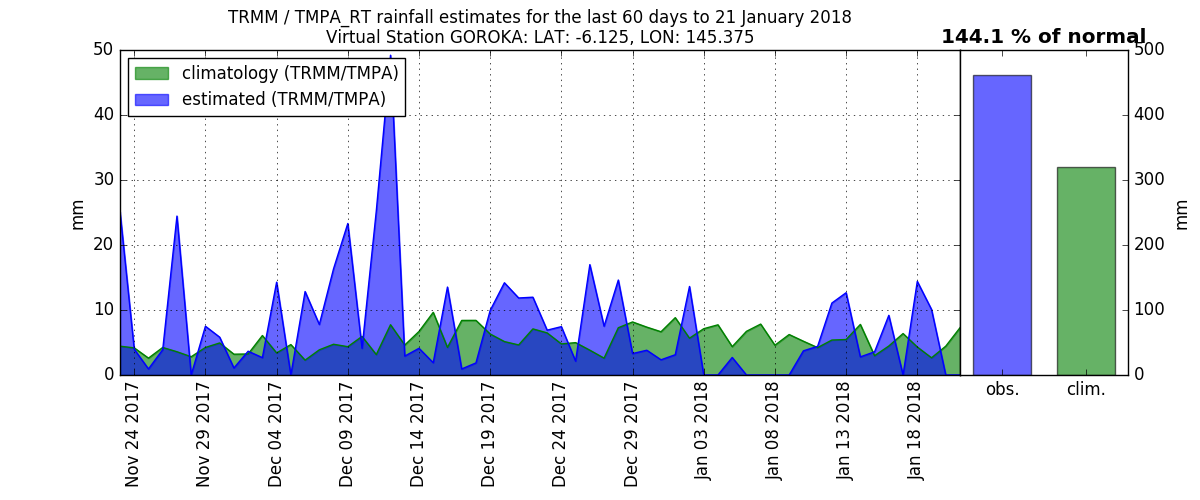 TRMM / TMPA_RT rainfall estimates for the last 60 days to 21 January 2018
Virtual Station GOROKA: LAT: -6.125, LON: 145.375
144.1 % of normal
climatology (TRMM/TMPA)
estimated (TRMM/TMPA)
50
40
30
20
10
0
mm
500
400
300
200
100
0
mm
Nov 24 2017
Nov 29 2017
Dec 04 2017
Dec 09 2017
Dec 14 2017
Dec 19 2017
Dec 24 2017
Dec 29 2017
Jan 03 2018
Jan 08 2018
Jan 13 2018
Jan 18 2018
obs.
clim.